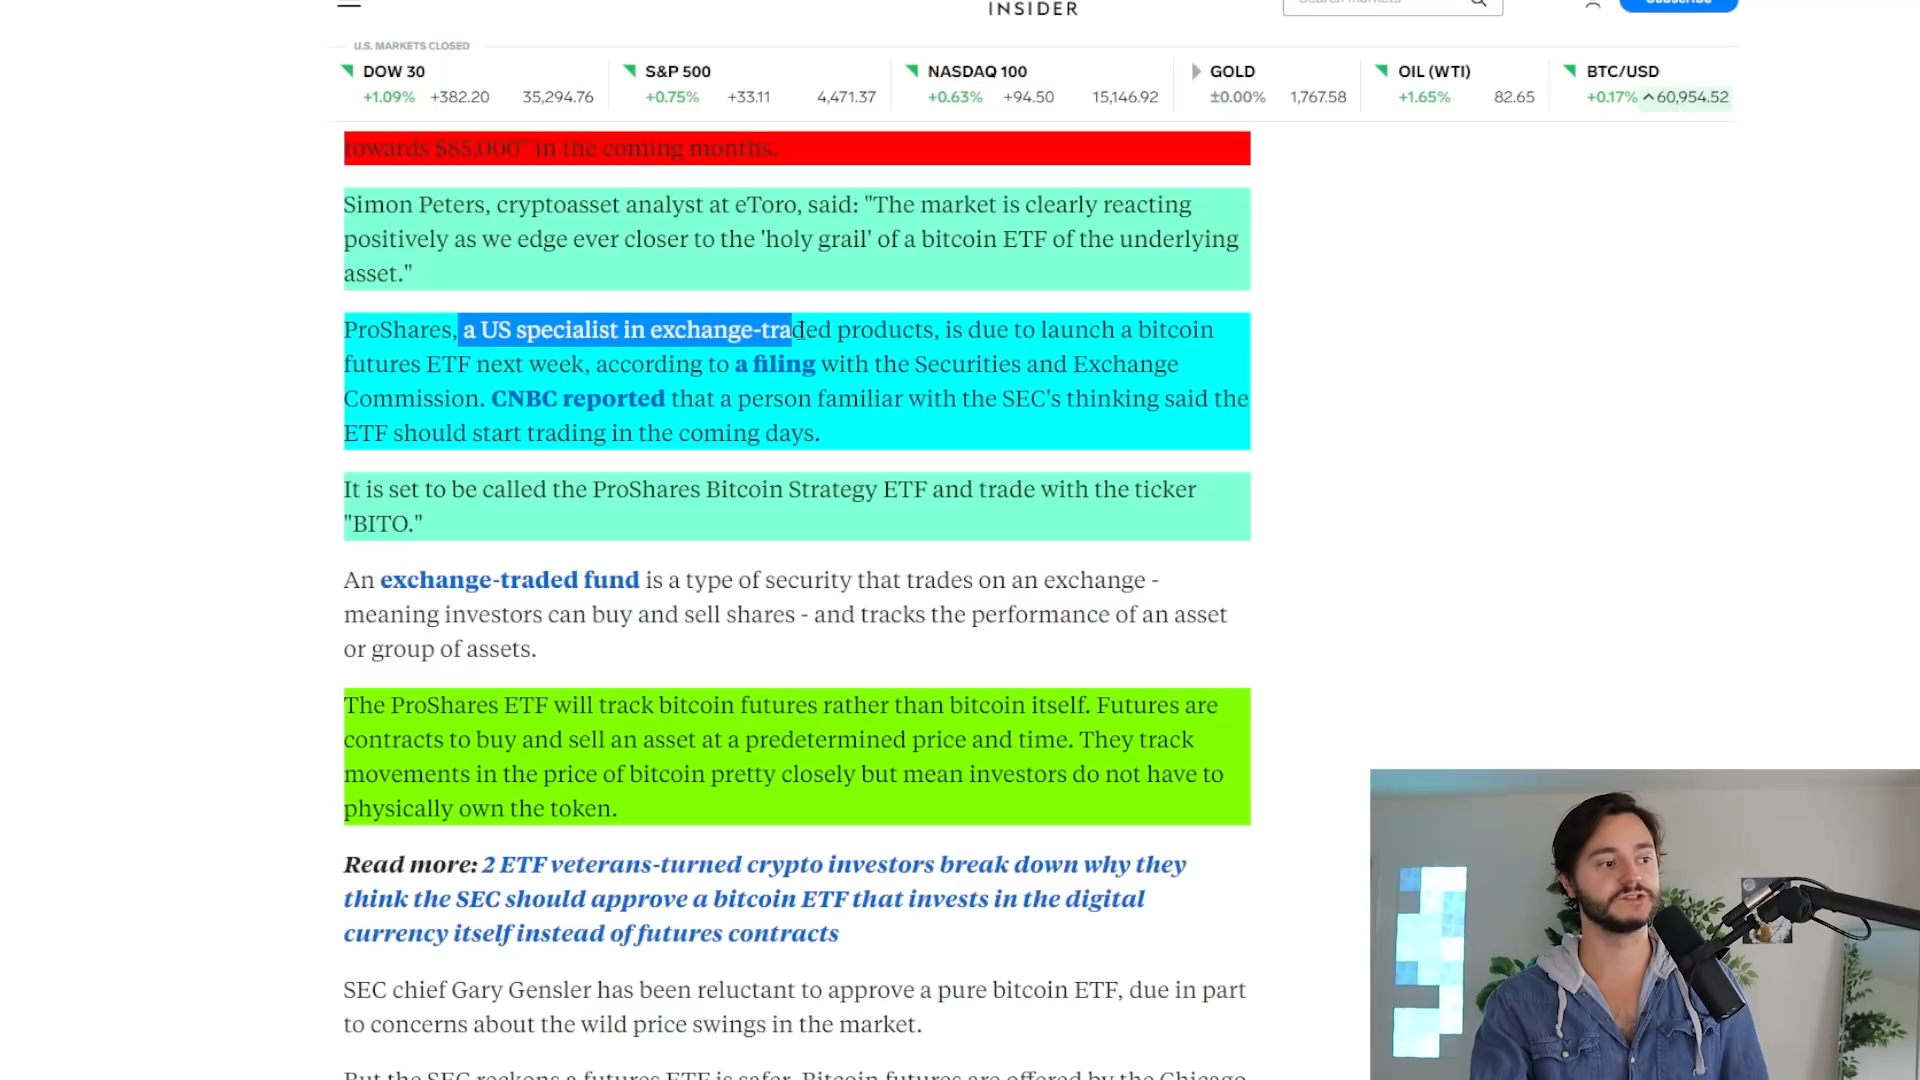 INSIDER
Search markets
Subscribe
U.S. MARKETS CLOSED
DOW 30
+1.09% +382.20 35,294.76
S&P 500
+0.75% +33.11 4,471.37
NASDAQ 100
+0.63% +94.50 15,146.92
GOLD
±0.00% 1,767.58
OIL (WTI)
+1.65% 82.65
BTC/USD
+0.17% 60,954.52
towards $85,000" in the coming months.
Simon Peters, cryptoasset analyst at eToro, said: "The market is clearly reacting
positively as we edge ever closer to the 'holy grail' of a bitcoin ETF of the underlying
asset."
ProShares, a US specialist in exchange-traded products, is due to launch a bitcoin
futures ETF next week, according to a filing with the Securities and Exchange
Commission. CNBC reported that a person familiar with the SEC's thinking said the
ETF should start trading in the coming days.
It is set to be called the ProShares Bitcoin Strategy ETF and trade with the ticker
"BITO."
An exchange-traded fund is a type of security that trades on an exchange -
meaning investors can buy and sell shares - and tracks the performance of an asset
or group of assets.
The ProShares ETF will track bitcoin futures rather than bitcoin itself. Futures are
contracts to buy and sell an asset at a predetermined price and time. They track
movements in the price of bitcoin pretty closely but mean investors do not have to
physically own the token.
Read more: 2 ETF veterans-turned crypto investors break down why they
think the SEC should approve a bitcoin ETF that invests in the digital
currency itself instead of futures contracts
SEC chief Gary Gensler has been reluctant to approve a pure bitcoin ETF, due in part
to concerns about the wild price swings in the market.
But the SEC reckons a futures ETF is safer. Bitcoin futures are offered by the Chicago